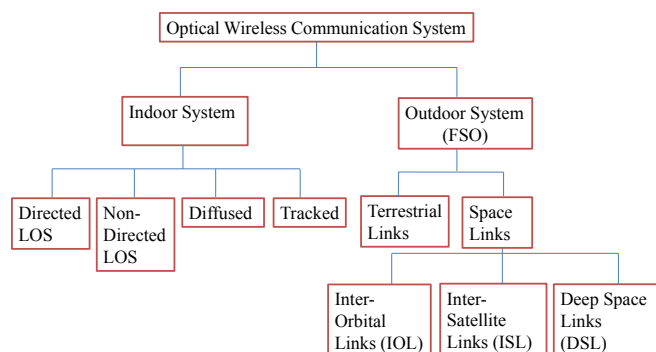 Optical Wireless Communication System
Indoor System
Outdoor System
(FSO)
Directed
LOS
Non-
Directed
LOS
Diffused
Tracked
Terrestrial
Links
Space
Links
Inter-
Orbital
Links (IOL)
Inter-
Satellite
Links (ISL)
Deep Space
Links
(DSL)